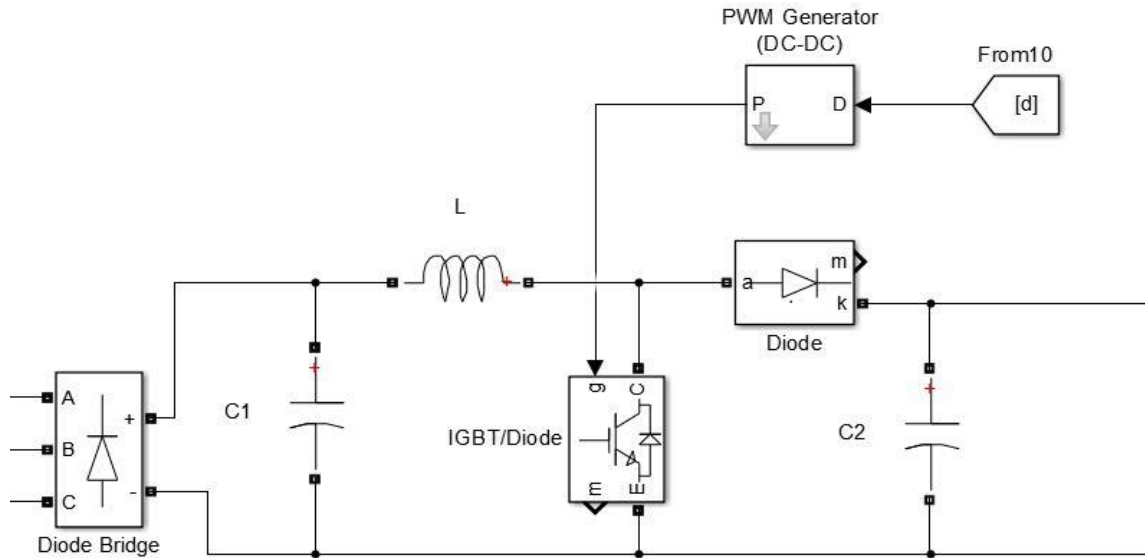 PWM Generator
(DC-DC)
From10
P
D
[d]
L
m
a
k
Diode
A
B
C
+
-
Diode Bridge
C1
g
C
IGBT/Diode
m
E
C2